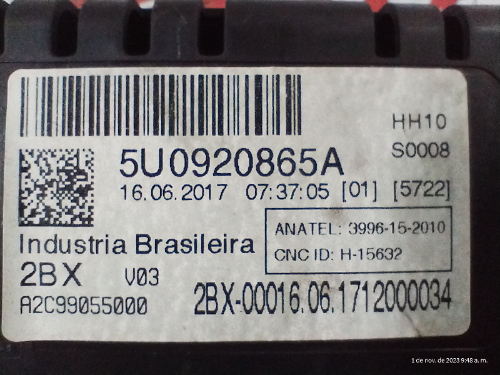 HH10
5U0920865A
S0008
16.06.2017 07:37:05 [01] [5722]
ANATEL: 3996-15-2010
Industria Brasileira
CNC ID: H-15632
2BX V03
A2C99055000
2BX-00016.06.1712000034
1 de nov. de 2023 9:48 a. m.